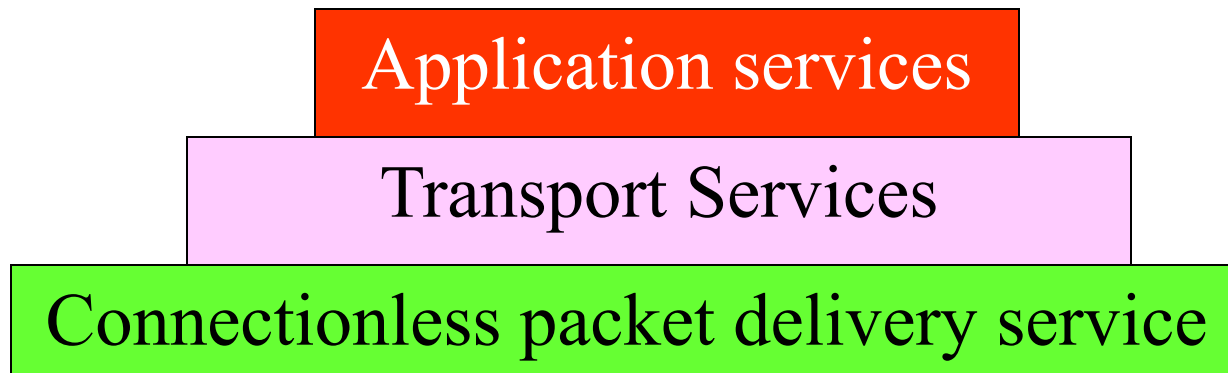 Application services
Transport Services
Connectionless packet delivery service